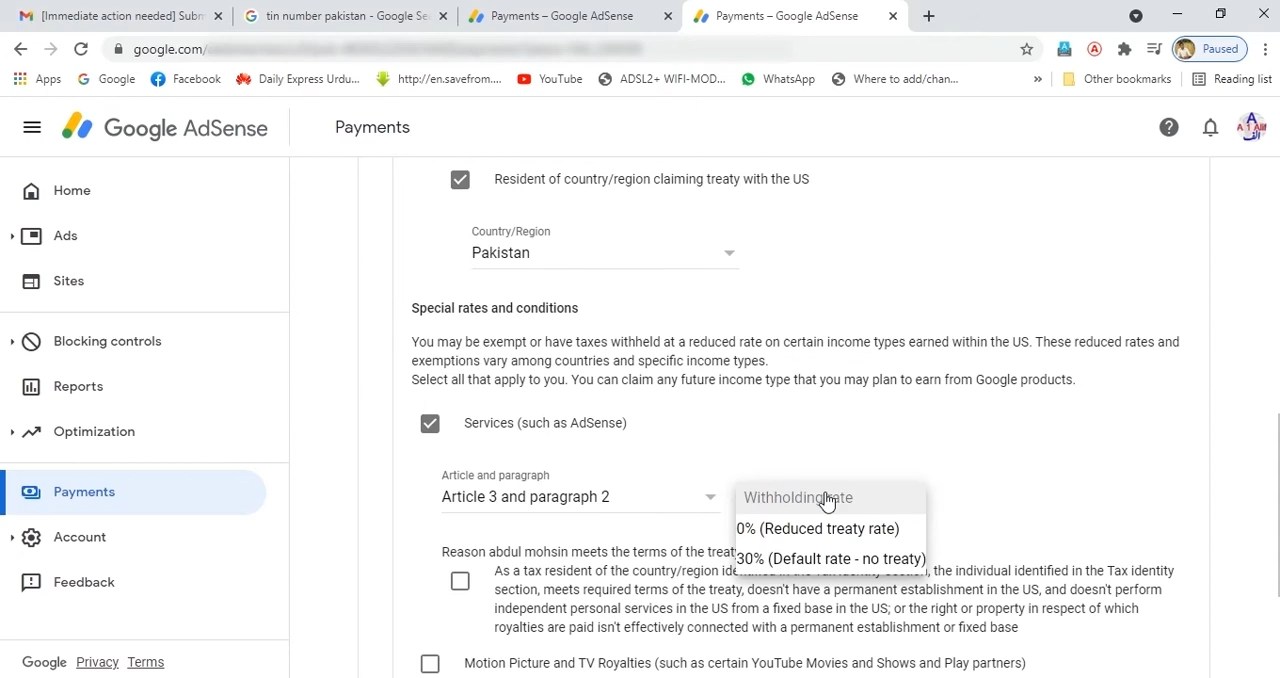 [Immediate action needed] Subm
tin number pakistan - Google Se
Payments – Google AdSense
Payments – Google AdSense
google.com/
Paused
Apps
Google
Facebook
Daily Express Urdu...
http://en.savefrom....
YouTube
ADSL2+ WIFI-MOD...
WhatsApp
Where to add/chan...
»
Other bookmarks
Reading list
Google AdSense
Payments
A
A 1 Alif
الف
Home
Ads
Sites
Blocking controls
Reports
Optimization
Payments
Account
Feedback
Google Privacy Terms
Resident of country/region claiming treaty with the US
Country/Region
Pakistan
Special rates and conditions
You may be exempt or have taxes withheld at a reduced rate on certain income types earned within the US. These reduced rates and
exemptions vary among countries and specific income types.
Select all that apply to you. You can claim any future income type that you may plan to earn from Google products.
Services (such as AdSense)
Article and paragraph
Article 3 and paragraph 2
Withholding rate
0% (Reduced treaty rate)
30% (Default rate - no treaty)
Reason abdul mohsin meets the terms of the treat
As a tax resident of the country/region identified in the Tax Identity Section, the individual identified in the Tax identity
section, meets required terms of the treaty, doesn't have a permanent establishment in the US, and doesn't perform
independent personal services in the US from a fixed base in the US; or the right or property in respect of which
royalties are paid isn't effectively connected with a permanent establishment or fixed base
Motion Picture and TV Royalties (such as certain YouTube Movies and Shows and Play partners)